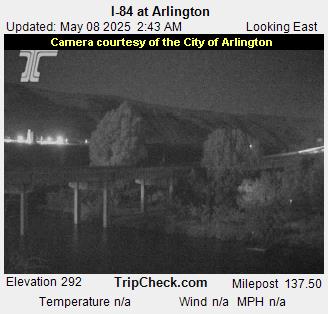 I-84 at Arlington
Updated: May 08 2025 2:43 AM Looking East
Camera courtesy of the City of Arlington
Elevation 292 TripCheck.com Milepost 137.50
Temperature n/a Wind n/a MPH n/a